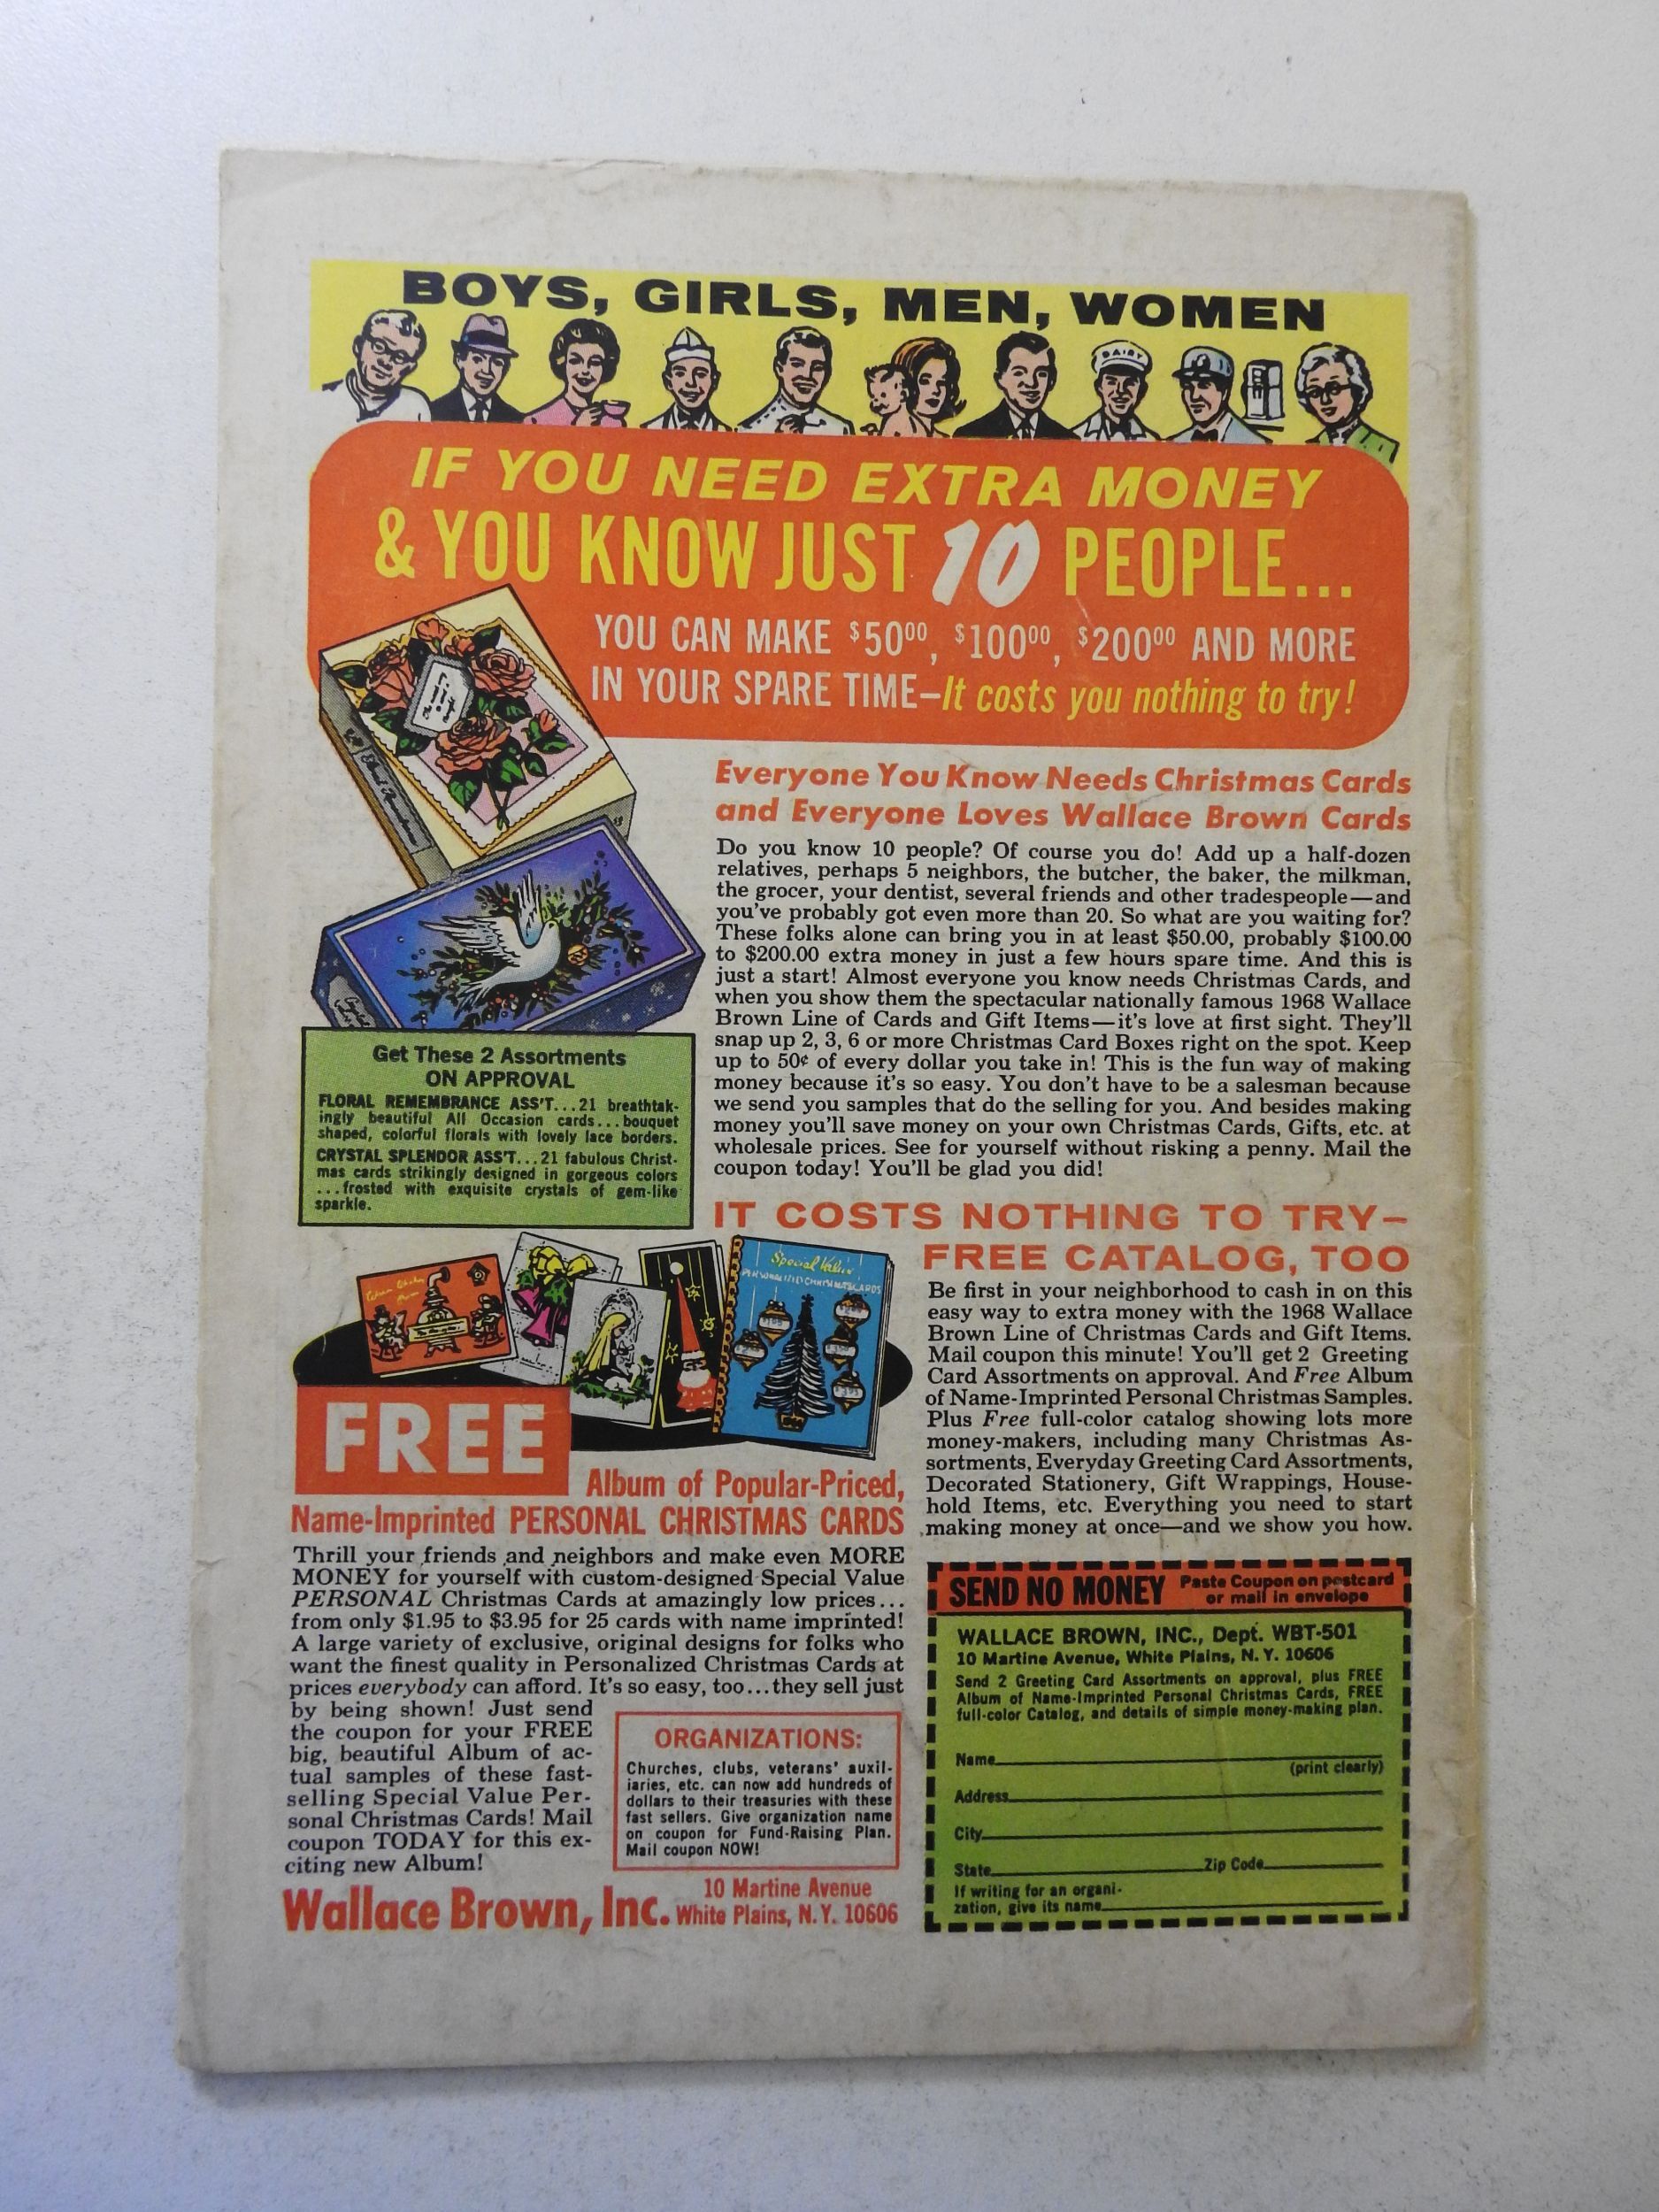 BOYS, GIRLS, MEN, WOMEN
DAIRY
IF YOU NEED EXTRA MONEY
& YOU KNOW JUST 10 PEOPLE...
YOU CAN MAKE $50.00, $100.00, $200.00 AND MORE
IN YOUR SPARE TIME—It costs you nothing to try!
Everyone You Know Needs Christmas Cards
and Everyone Loves Wallace Brown Cards
Do you know 10 people? Of course you do! Add up a half-dozen
relatives, perhaps 5 neighbors, the butcher, the baker, the milkman,
the grocer, your dentist, several friends and other tradespeople—and
you've probably got even more than 20. So what are you waiting for?
These folks alone can bring you in at least $50.00, probably $100.00
to $200.00 extra money in just a few hours spare time. And this is
just a start! Almost everyone you know needs Christmas Cards, and
when you show them the spectacular nationally famous 1968 Wallace
Brown Line of Cards and Gift Items—it's love at first sight. They'll
snap up 2, 3, 6 or more Christmas Card Boxes right on the spot. Keep
up to 50¢ of every dollar you take in! This is the fun way of making
money because it's so easy. You don't have to be a salesman because
we send you samples that do the selling for you. And besides making
money you'll save money on your own Christmas Cards, Gifts, etc. at
wholesale prices. See for yourself without risking a penny. Mail the
coupon today! You'll be glad you did!
Get These 2 Assortments
ON APPROVAL
FLORAL REMEMBRANCE ASS'T...21 breathtak-
ingly beautiful All Occasion cards...bouquet
shaped, colorful florals with lovely lace borders.
CRYSTAL SPLENDOR ASS'T...21 fabulous Christ-
mas cards strikingly designed in gorgeous colors
...frosted with exquisite crystals of gem-like
sparkle.
IT COSTS NOTHING TO TRY—
FREE CATALOG, TOO
Be first in your neighborhood to cash in on this
easy way to extra money with the 1968 Wallace
Brown Line of Christmas Cards and Gift Items.
Mail coupon this minute! You'll get 2 Greeting
Card Assortments on approval. And Free Album
of Name-Imprinted Personal Christmas Samples.
Plus Free full-color catalog showing lots more
money-makers, including many Christmas As-
sortments, Everyday Greeting Card Assortments,
Decorated Stationery, Gift Wrappings, House-
hold Items, etc. Everything you need to start
making money at once—and we show you how.
Special Value
PERSONALIZED CHRISTMAS CARDS
FREE
Album of Popular-Priced,
Name-Imprinted PERSONAL CHRISTMAS CARDS
Thrill your friends and neighbors and make even MORE
MONEY for yourself with custom-designed Special Value
PERSONAL Christmas Cards at amazingly low prices...
from only $1.95 to $3.95 for 25 cards with name imprinted!
A large variety of exclusive, original designs for folks who
want the finest quality in Personalized Christmas Cards at
prices everybody can afford. It's so easy, too...they sell just
by being shown! Just send
the coupon for your FREE
big, beautiful Album of ac-
tual samples of these fast-
selling Special Value Per-
sonal Christmas Cards! Mail
coupon TODAY for this ex-
citing new Album!
ORGANIZATIONS:
Churches, clubs, veterans' auxil-
iaries, etc. can now add hundreds of
dollars to their treasuries with these
fast sellers. Give organization name
on coupon for Fund-Raising Plan.
Mail coupon NOW!
Wallace Brown, Inc. 10 Martine Avenue
White Plains, N.Y. 10606
SEND NO MONEY Paste Coupon on postcard
or mail in envelope
WALLACE BROWN, INC., Dept. WBT-501
10 Martine Avenue, White Plains, N.Y. 10606
Send 2 Greeting Card Assortments on approval, plus FREE
Album of Name-Imprinted Personal Christmas Cards, FREE
full-color Catalog, and details of simple money-making plan.
Name
(print clearly)
Address
City
State Zip Code
If writing for an organi-
zation, give its name